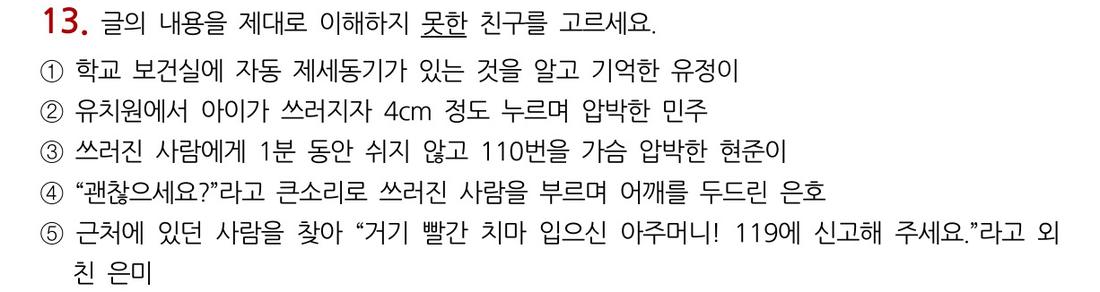 13. 글의 내용을 제대로 이해하지 못한 친구를 고르세요.
① 학교 보건실에 자동 제세동기가 있는 것을 알고 기억한 유정이
② 유치원에서 아이가 쓰러지자 4cm 정도 누르며 압박한 민주
③ 쓰러진 사람에게 1분 동안 쉬지 않고 110번을 가슴 압박한 현준이
④ “괜찮으세요?”라고 큰소리로 쓰러진 사람을 부르며 어깨를 두드린 은호
⑤ 근처에 있던 사람을 찾아 “거기 빨간 치마 입으신 아주머니! 119에 신고해 주세요.”라고 외
친 은미